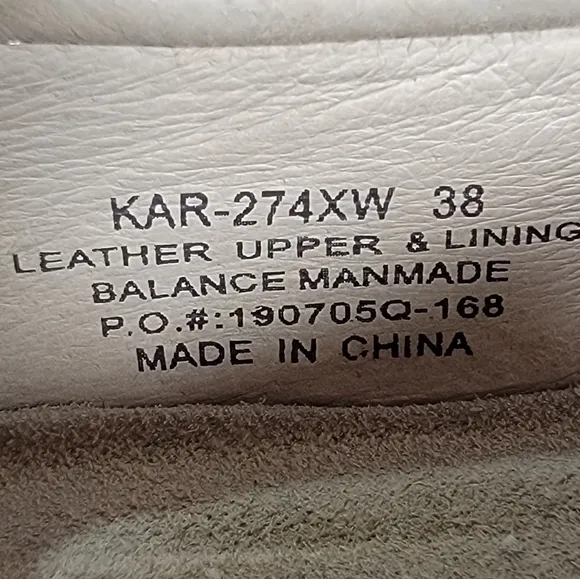 KAR-274XW 38
LEATHER UPPER & LINING
BALANCE MANMADE
P.O.#:190705Q-168
MADE IN CHINA